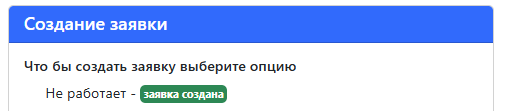 Создание заявки
Что бы создать заявку выберите опцию
Не работает - заявка создана